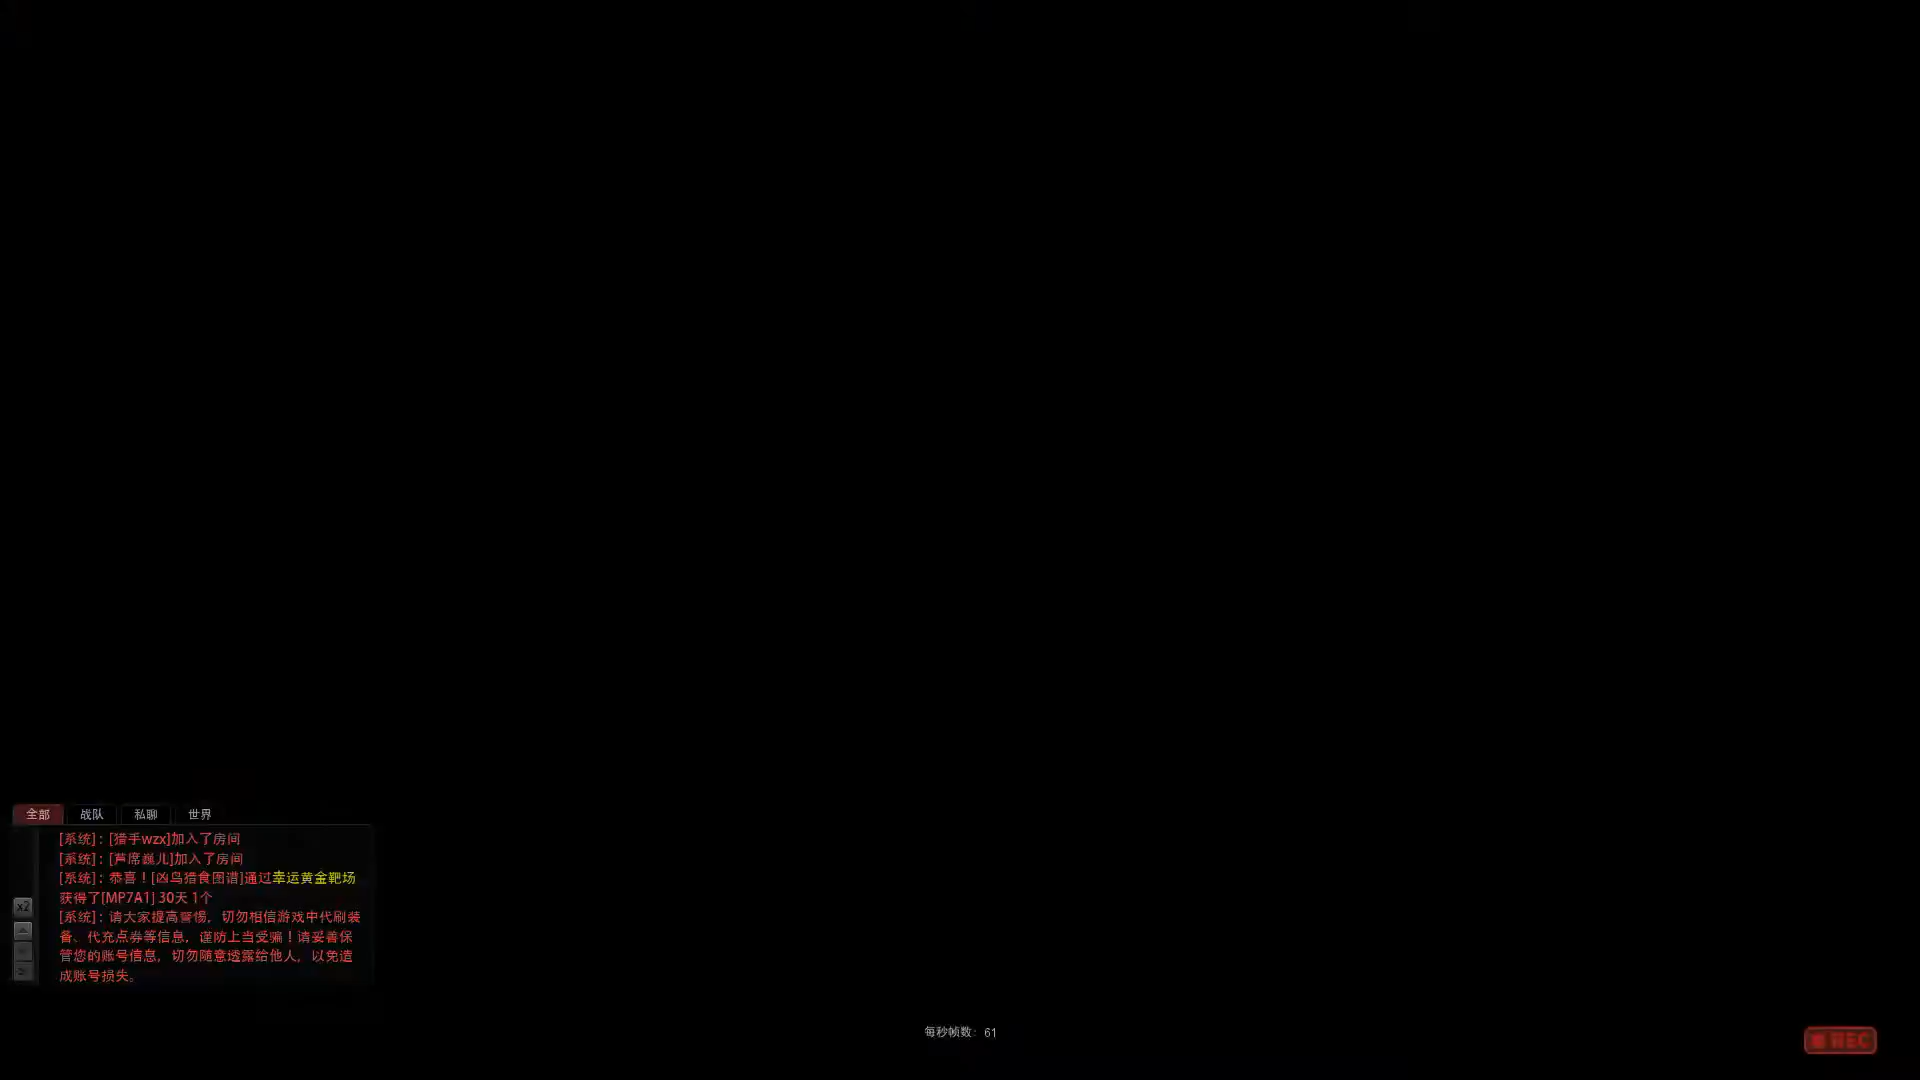 全部 战队 私聊 世界
[系统]：[猎手wzx]加入了房间
[系统]：[芦席巍儿]加入了房间
[系统]：恭喜！[凶鸟猎食图谱]通过幸运黄金靶场
获得了[MP7A1] 30天 1个
[系统]：请大家提高警惕，切勿相信游戏中代刷装
备、代充点券等信息，谨防上当受骗！请妥善保
管您的账号信息，切勿随意透露给他人，以免造
成账号损失。
x2
每秒帧数：61
REC